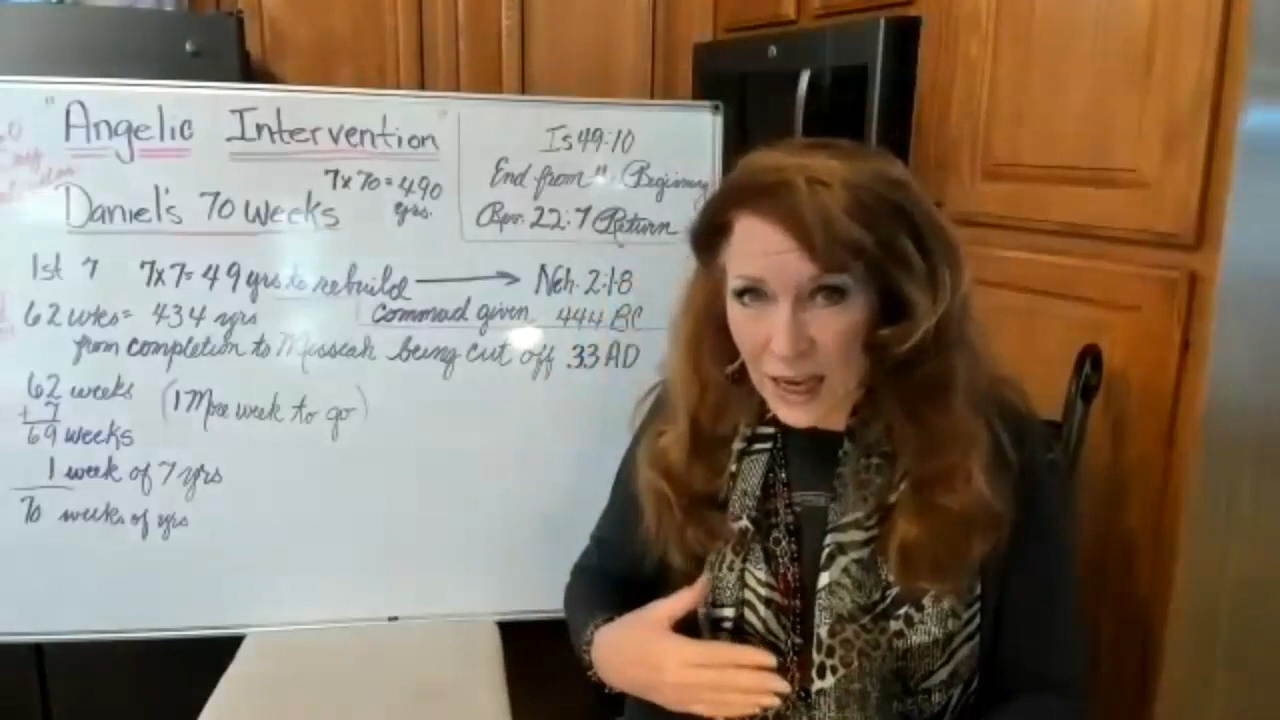 "Angelic Intervention"
7x70=490
yrs.
Daniel's 70 Weeks
Is 49:10
End from " Beginning
Rev. 22:7 Return
1st 7 7x7=49 yrs to rebuild → Neh. 2:1-8
62 wks= 434 yrs Commad given 444 BC
from completion to Messiah being cut off 33 AD
62 weeks (1 More week to go)
+ 7
69 weeks
1 week of 7 yrs
70 weeks of yrs